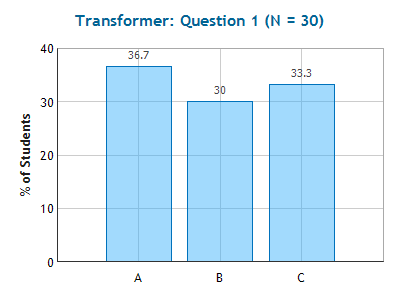 Transformer: Question 1 (N = 30)
40
36.7
33.3
30
30
20
10
0
% of Students
A B C